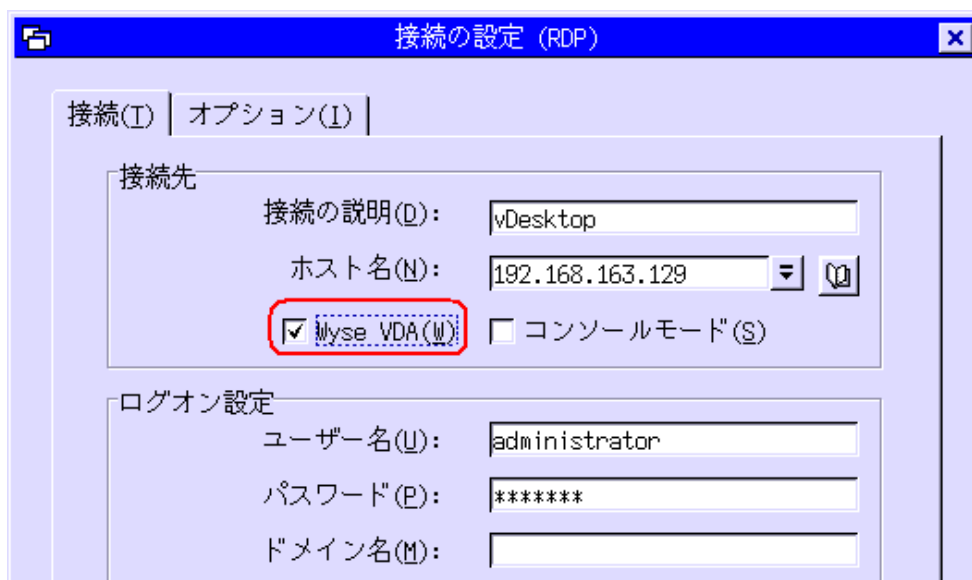 接続の設定 (RDP)
接続(T) オプション(I)
接続先
接続の説明(D): vDesktop
ホスト名(N): 192.168.163.129
Wyse VDA(W) コンソールモード(S)
ログオン設定
ユーザー名(U): administrator
パスワード(P): *******
ドメイン名(M):